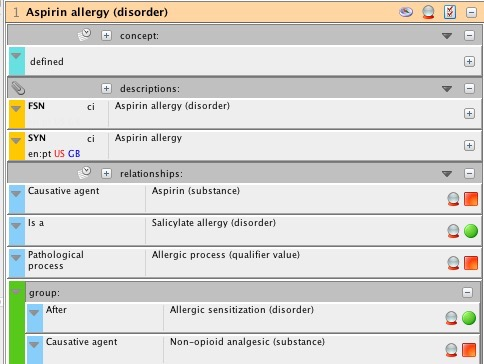 1 Aspirin allergy (disorder)
concept:
defined
descriptions:
FSN ci Aspirin allergy (disorder)
SYN ci Aspirin allergy
en:pt US GB
relationships:
Causative agent Aspirin (substance)
Is a Salicylate allergy (disorder)
Pathological process Allergic process (qualifier value)
group:
After Allergic sensitization (disorder)
Causative agent Non-opioid analgesic (substance)